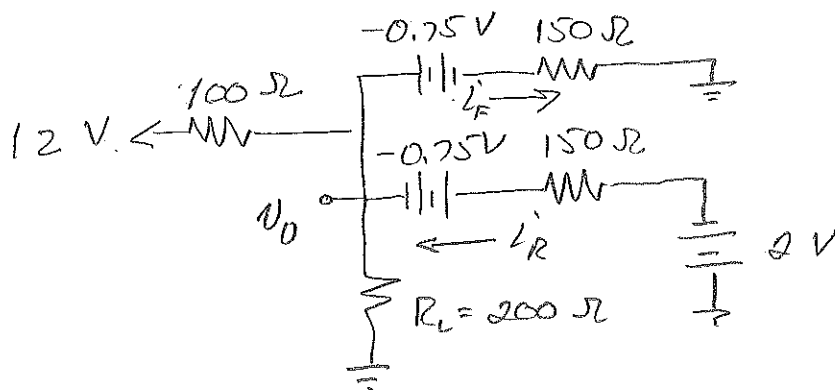 -0.75 V 150 Ω
100 Ω
i_F
12 V.
-0.75V 150 Ω
v_0
i_R
2 V
R_L = 200 Ω